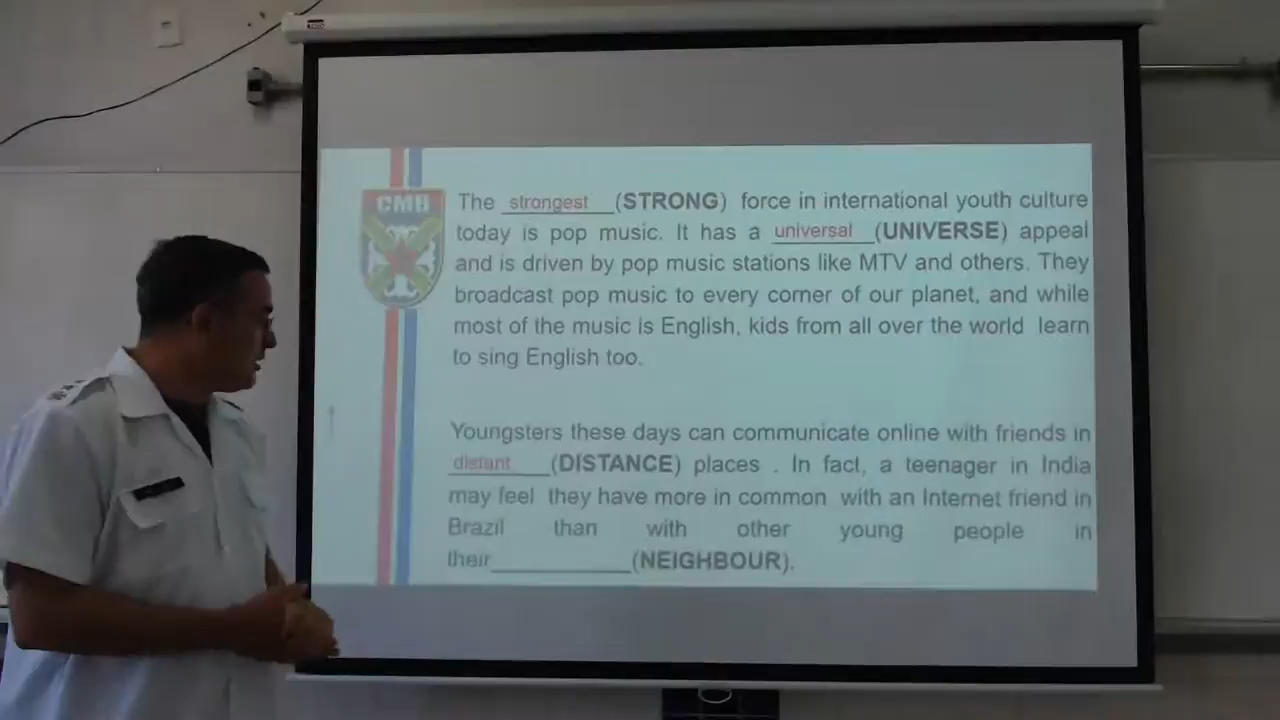 CMB
The strongest (STRONG) force in international youth culture
today is pop music. It has a universal (UNIVERSE) appeal
and is driven by pop music stations like MTV and others. They
broadcast pop music to every corner of our planet, and while
most of the music is English, kids from all over the world learn
to sing English too.
Youngsters these days can communicate online with friends in
distant (DISTANCE) places . In fact, a teenager in India
may feel they have more in common with an Internet friend in
Brazil than with other young people in
their____________(NEIGHBOUR).